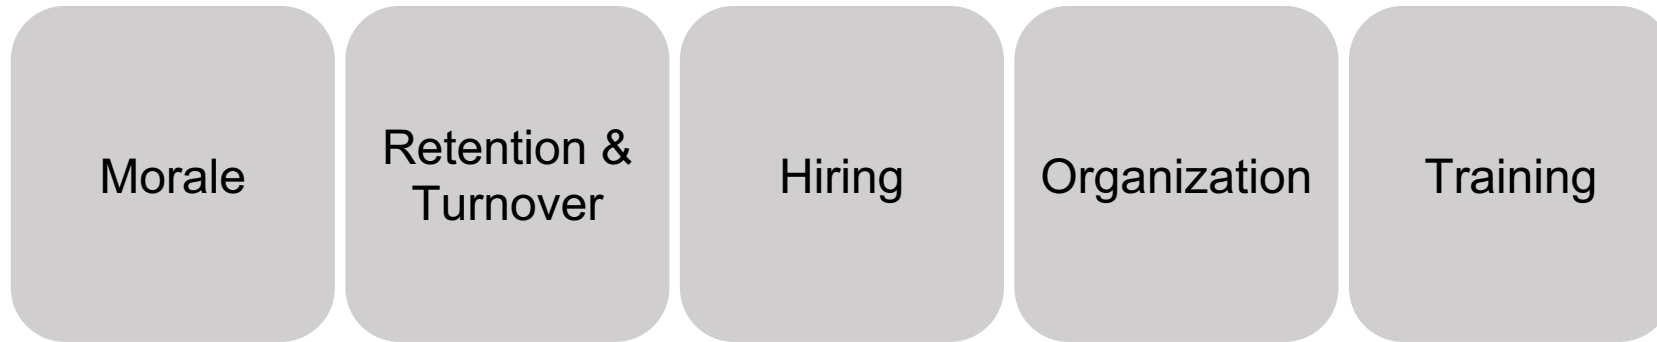 Morale
Retention &
Turnover
Hiring
Organization
Training